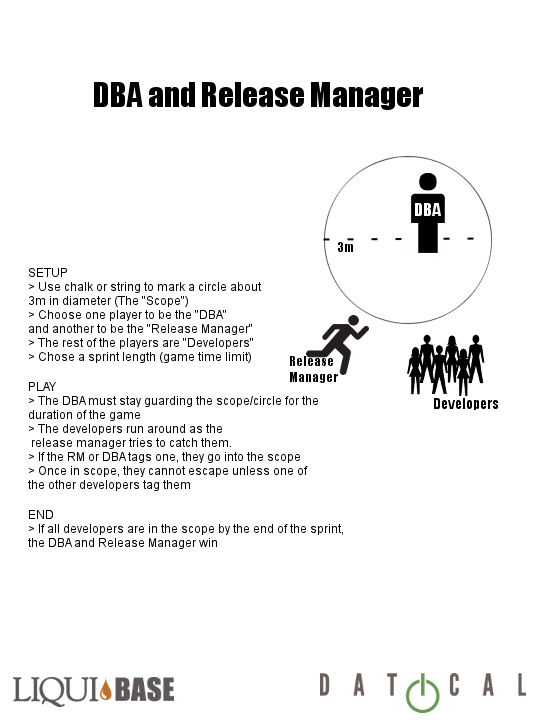 DBA and Release Manager
DBA
3m
SETUP
> Use chalk or string to mark a circle about
3m in diameter (The "Scope")
> Choose one player to be the "DBA"
and another to be the "Release Manager"
> The rest of the players are "Developers"
> Chose a sprint length (game time limit)
Release
Manager
Developers
PLAY
> The DBA must stay guarding the scope/circle for the
duration of the game
> The developers run around as the
release manager tries to catch them.
> If the RM or DBA tags one, they go into the scope
> Once in scope, they cannot escape unless one of
the other developers tag them
END
> If all developers are in the scope by the end of the sprint,
the DBA and Release Manager win
LIQUIBASE
DATICAL